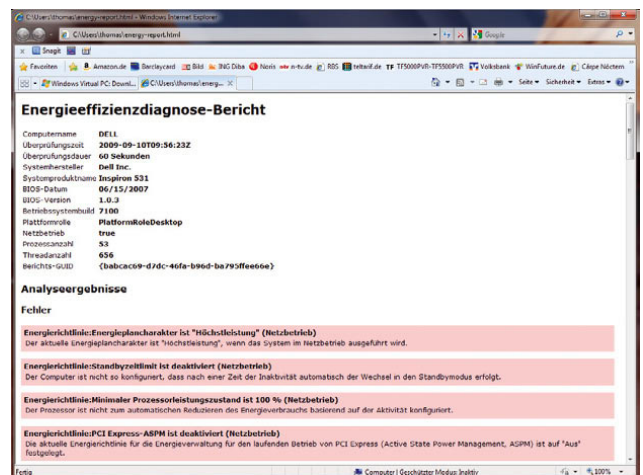 C:\Users\thomas\energy-report.html - Windows Internet Explorer
C:\Users\thomas\energy-report.html
Google
x Snagit
Favoriten Amazon.de Barclaycard Bild ING Diba Noris n-tv.de RBS teltarif.de TF TF5000PVR-TF5500PVR Volksbank WinFuture.de Cârpe Nöctem
Windows Virtual PC: Downl... C:\Users\thomas\energ... X
Seite Sicherheit Extras
Energieeffizienzdiagnose-Bericht
Computername DELL
Überprüfungszeit 2009-09-10T09:56:23Z
Überprüfungsdauer 60 Sekunden
Systemhersteller Dell Inc.
Systemproduktname Inspiron 531
BIOS-Datum 06/15/2007
BIOS-Version 1.0.3
Betriebssystembuild 7100
Plattformrolle PlatformRoleDesktop
Netzbetrieb true
Prozessanzahl 53
Threadanzahl 656
Berichts-GUID {babcac69-d7dc-46fa-b96d-ba795ffee66e}
Analyseergebnisse
Fehler
Energierichtlinie:Energieplancharakter ist "Höchstleistung" (Netzbetrieb)
Der aktuelle Energieplancharakter ist "Höchstleistung", wenn das System im Netzbetrieb ausgeführt wird.
Energierichtlinie:Standbyzeitlimit ist deaktiviert (Netzbetrieb)
Der Computer ist nicht so konfiguriert, dass nach einer Zeit der Inaktivität automatisch der Wechsel in den Standbymodus erfolgt.
Energierichtlinie:Minimaler Prozessorleistungszustand ist 100 % (Netzbetrieb)
Der Prozessor ist nicht zum automatischen Reduzieren des Energieverbrauchs basierend auf der Aktivität konfiguriert.
Energierichtlinie:PCI Express-ASPM ist deaktiviert (Netzbetrieb)
Die aktuelle Energierichtlinie für die Energieverwaltung für den laufenden Betrieb von PCI Express (Active State Power Management, ASPM) ist auf "Aus"
festgelegt.
Fertig
Computer | Geschützter Modus: Inaktiv
100%